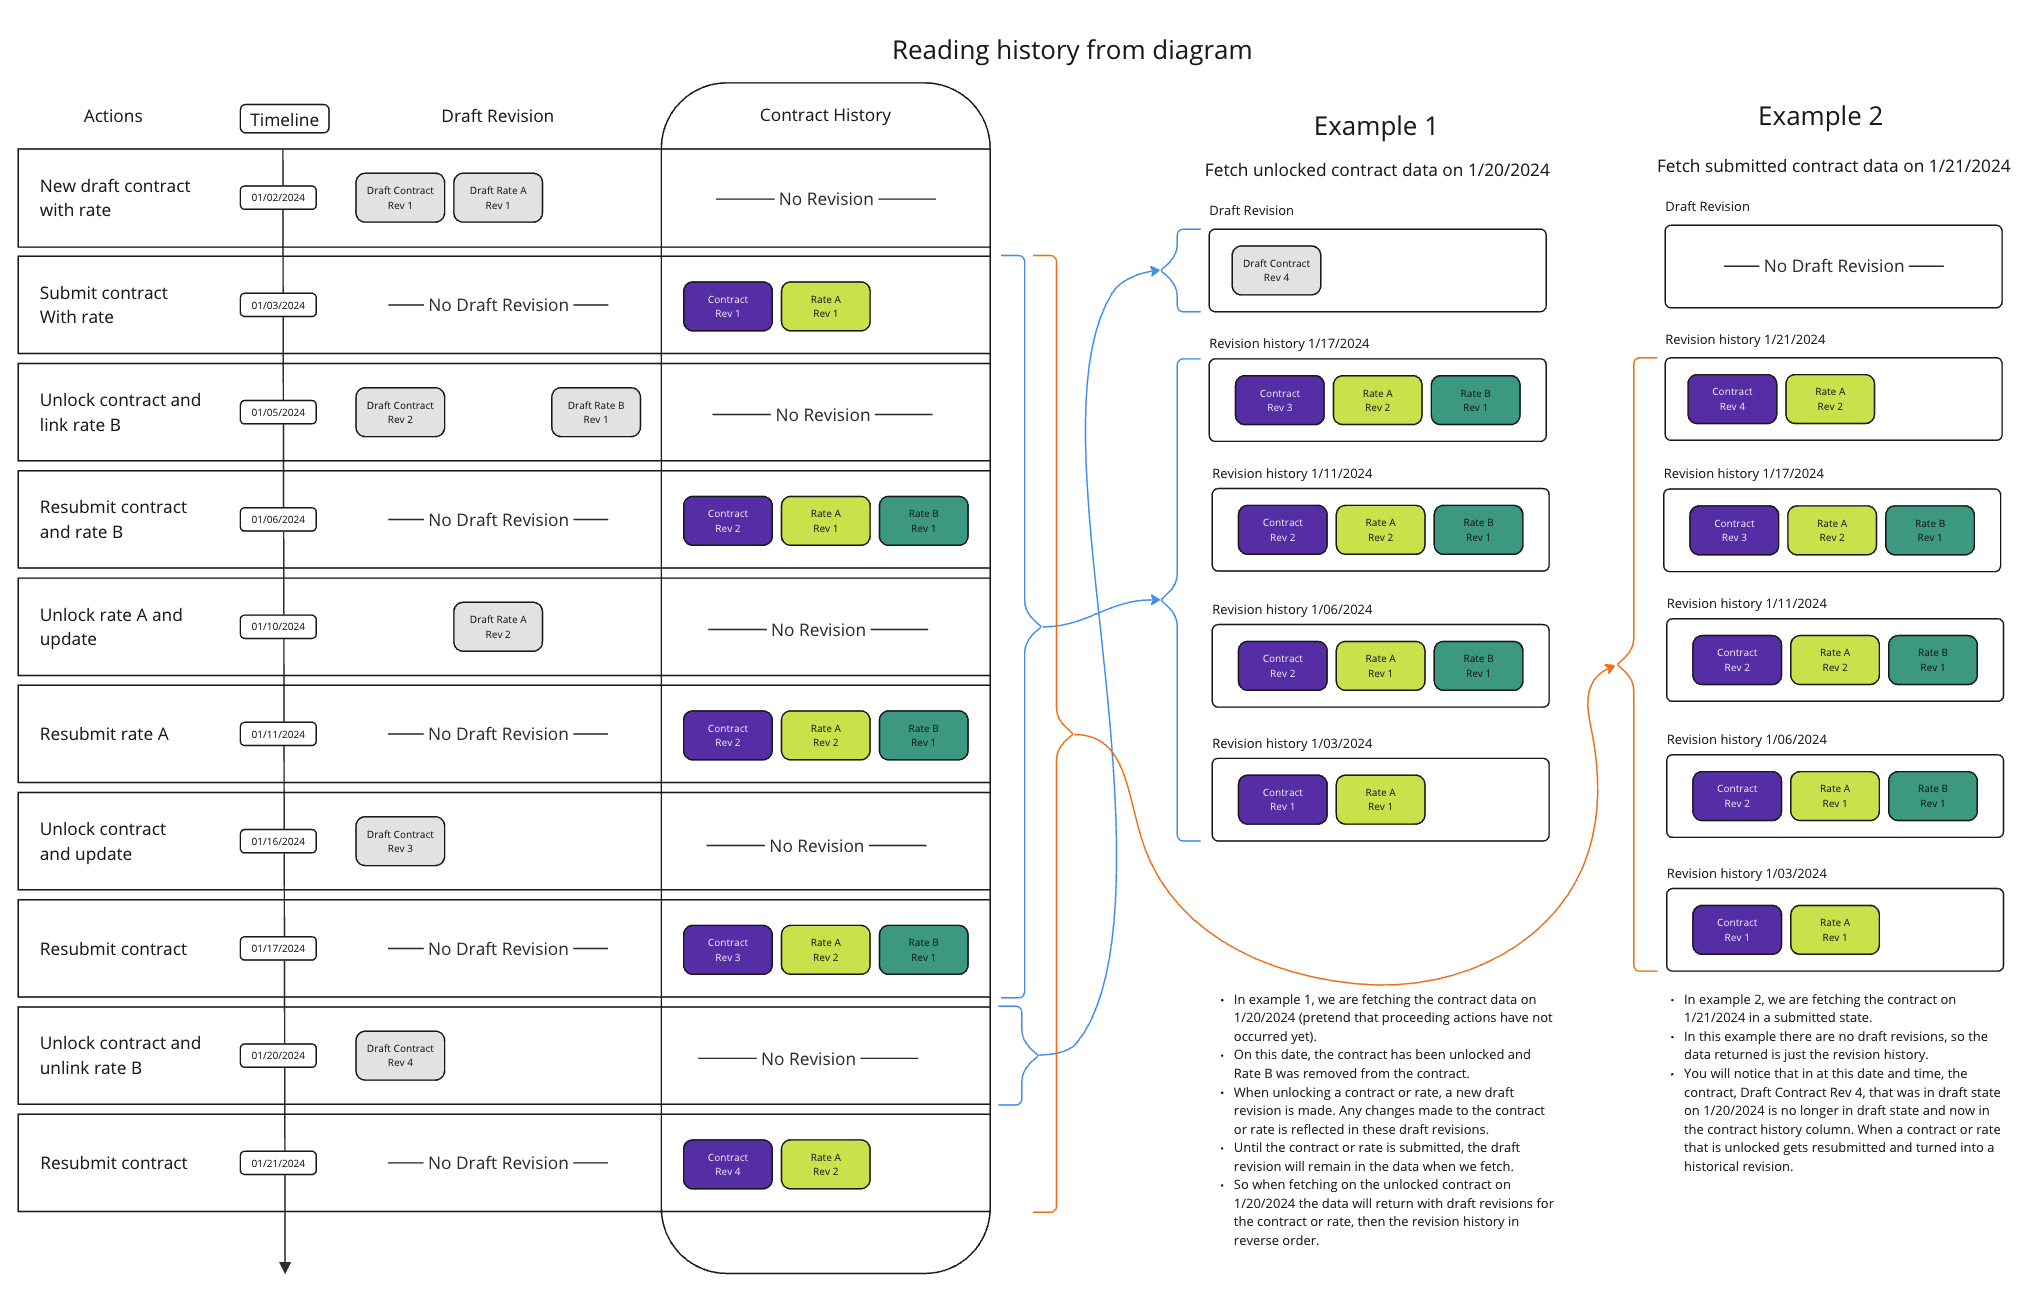 Reading history from diagram
Actions
Timeline
Draft Revision
Contract History
New draft contract
with rate
01/02/2024
Draft Contract
Rev 1
Draft Rate A
Rev 1
No Revision
Submit contract
With rate
01/03/2024
No Draft Revision
Contract
Rev 1
Rate A
Rev 1
Unlock contract and
link rate B
01/05/2024
Draft Contract
Rev 2
Draft Rate B
Rev 1
No Revision
Resubmit contract
and rate B
01/06/2024
No Draft Revision
Contract
Rev 2
Rate A
Rev 1
Rate B
Rev 1
Unlock rate A and
update
01/10/2024
Draft Rate A
Rev 2
No Revision
Resubmit rate A
01/11/2024
No Draft Revision
Contract
Rev 2
Rate A
Rev 2
Rate B
Rev 1
Unlock contract
and update
01/16/2024
Draft Contract
Rev 3
No Revision
Resubmit contract
01/17/2024
No Draft Revision
Contract
Rev 3
Rate A
Rev 2
Rate B
Rev 1
Unlock contract and
unlink rate B
01/20/2024
Draft Contract
Rev 4
No Revision
Resubmit contract
01/21/2024
No Draft Revision
Contract
Rev 4
Rate A
Rev 2
Example 1
Fetch unlocked contract data on 1/20/2024
Draft Revision
Draft Contract
Rev 4
Revision history 1/17/2024
Contract
Rev 3
Rate A
Rev 2
Rate B
Rev 1
Revision history 1/11/2024
Contract
Rev 2
Rate A
Rev 2
Rate B
Rev 1
Revision history 1/06/2024
Contract
Rev 2
Rate A
Rev 1
Rate B
Rev 1
Revision history 1/03/2024
Contract
Rev 1
Rate A
Rev 1
• In example 1, we are fetching the contract data on
1/20/2024 (pretend that proceeding actions have not
occurred yet).
• On this date, the contract has been unlocked and
Rate B was removed from the contract.
• When unlocking a contract or rate, a new draft
revision is made. Any changes made to the contract
or rate is reflected in these draft revisions.
• Until the contract or rate is submitted, the draft
revision will remain in the data when we fetch.
• So when fetching on the unlocked contract on
1/20/2024 the data will return with draft revisions for
the contract or rate, then the revision history in
reverse order.
Example 2
Fetch submitted contract data on 1/21/2024
Draft Revision
No Draft Revision
Revision history 1/21/2024
Contract
Rev 4
Rate A
Rev 2
Revision history 1/17/2024
Contract
Rev 3
Rate A
Rev 2
Rate B
Rev 1
Revision history 1/11/2024
Contract
Rev 2
Rate A
Rev 2
Rate B
Rev 1
Revision history 1/06/2024
Contract
Rev 2
Rate A
Rev 1
Rate B
Rev 1
Revision history 1/03/2024
Contract
Rev 1
Rate A
Rev 1
• In example 2, we are fetching the contract on
1/21/2024 in a submitted state.
• In this example there are no draft revisions, so the
data returned is just the revision history.
• You will notice that in at this date and time, the
contract, Draft Contract Rev 4, that was in draft state
on 1/20/2024 is no longer in draft state and now in
the contract history column. When a contract or rate
that is unlocked gets resubmitted and turned into a
historical revision.